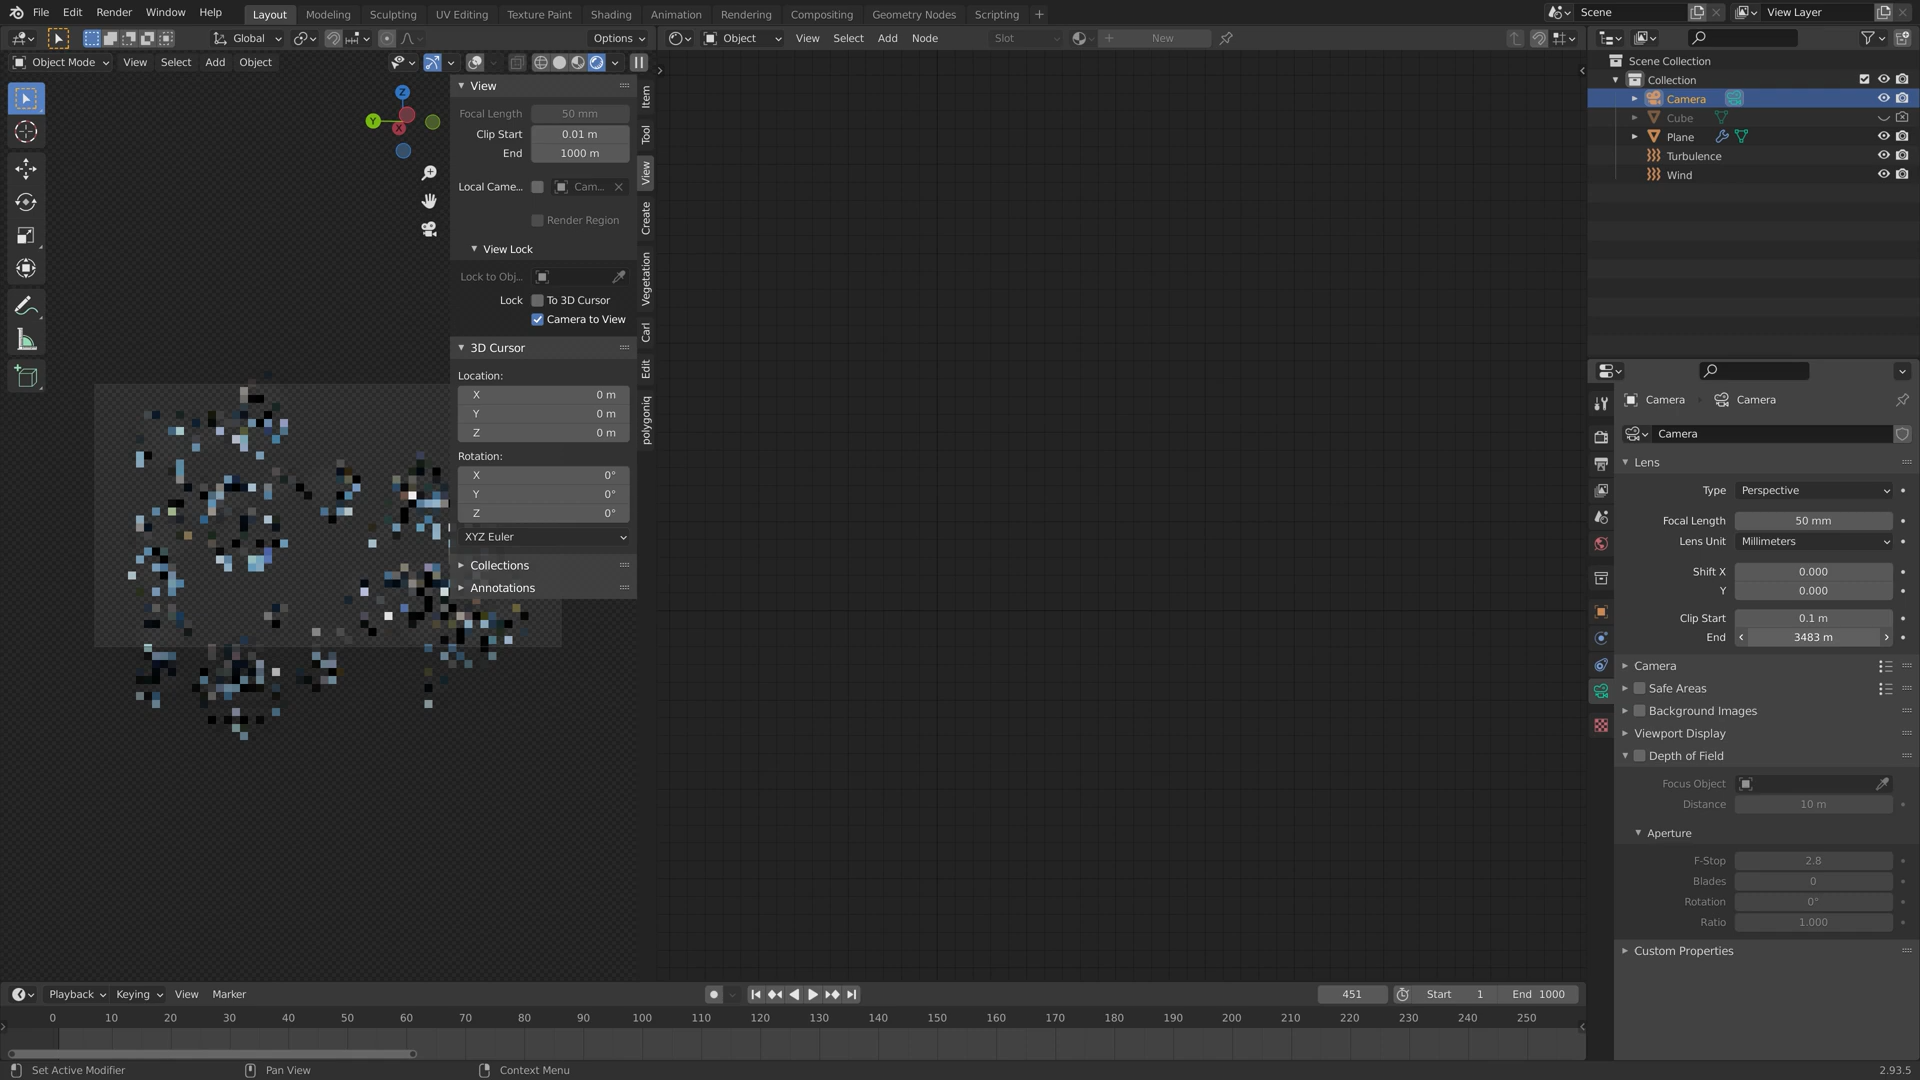 File Edit Render Window Help Layout Modeling Sculpting UV Editing Texture Paint Shading Animation Rendering Compositing Geometry Nodes Scripting + Scene View Layer
Global Options Object View Select Add Node Slot New
Object Mode View Select Add Object
Scene Collection
Collection
Camera
Cube
Plane
Turbulence
Wind
Z
Y
X
View
Focal Length 50 mm
Clip Start 0.01 m
End 1000 m
Local Came... Cam...
Render Region
View Lock
Lock to Obj...
Lock To 3D Cursor
Camera to View
3D Cursor
Location:
X 0 m
Y 0 m
Z 0 m
Rotation:
X 0°
Y 0°
Z 0°
XYZ Euler
Collections
Annotations
Item
Tool
View
Create
Vegetation
Carl
Edit
polygoniq
Camera Camera
Camera
Lens
Type Perspective
Focal Length 50 mm
Lens Unit Millimeters
Shift X 0.000
Y 0.000
Clip Start 0.1 m
End 3483 m
Camera
Safe Areas
Background Images
Viewport Display
Depth of Field
Focus Object
Distance 10 m
Aperture
F-Stop 2.8
Blades 0
Rotation 0°
Ratio 1.000
Custom Properties
Playback Keying View Marker 451 Start 1 End 1000
0 10 20 30 40 50 60 70 80 90 100 110 120 130 140 150 160 170 180 190 200 210 220 230 240 250
Set Active Modifier Pan View Context Menu 2.93.5